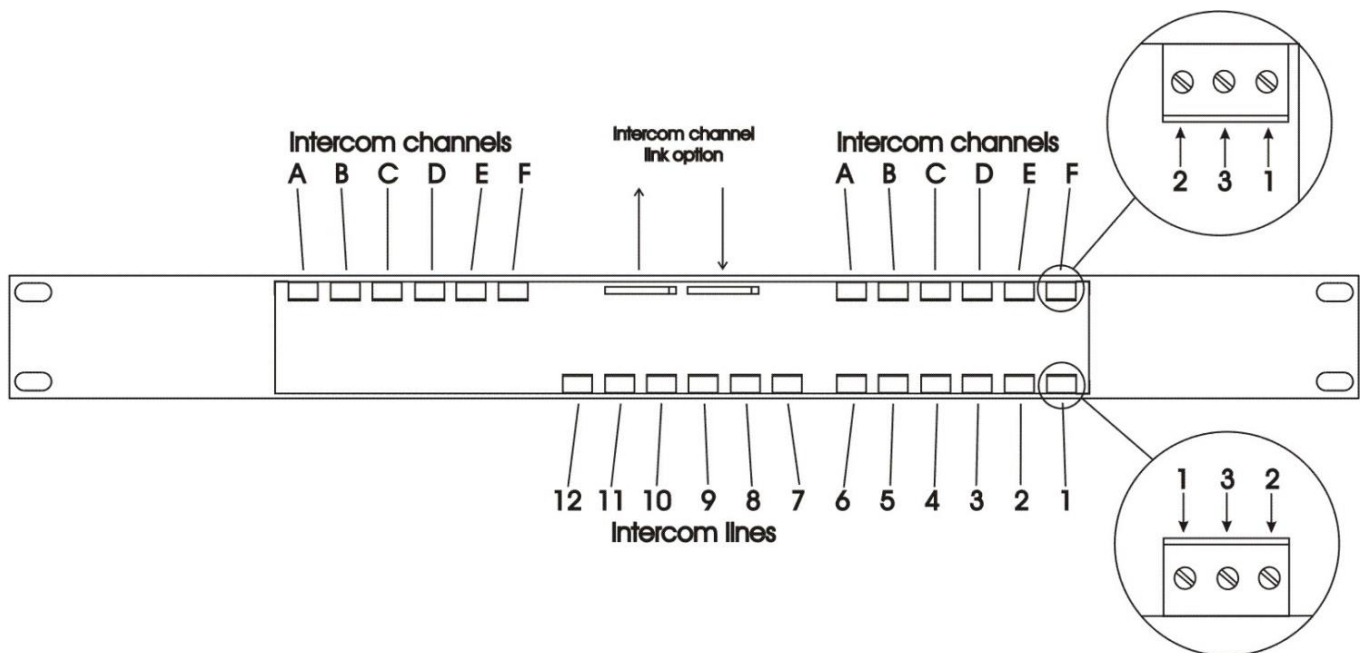 Intercom channels
A B C D E F
Intercom channel
link option
Intercom channels
A B C D E F
2 3 1
12 11 10 9 8 7 6 5 4 3 2 1
Intercom lines
1 3 2